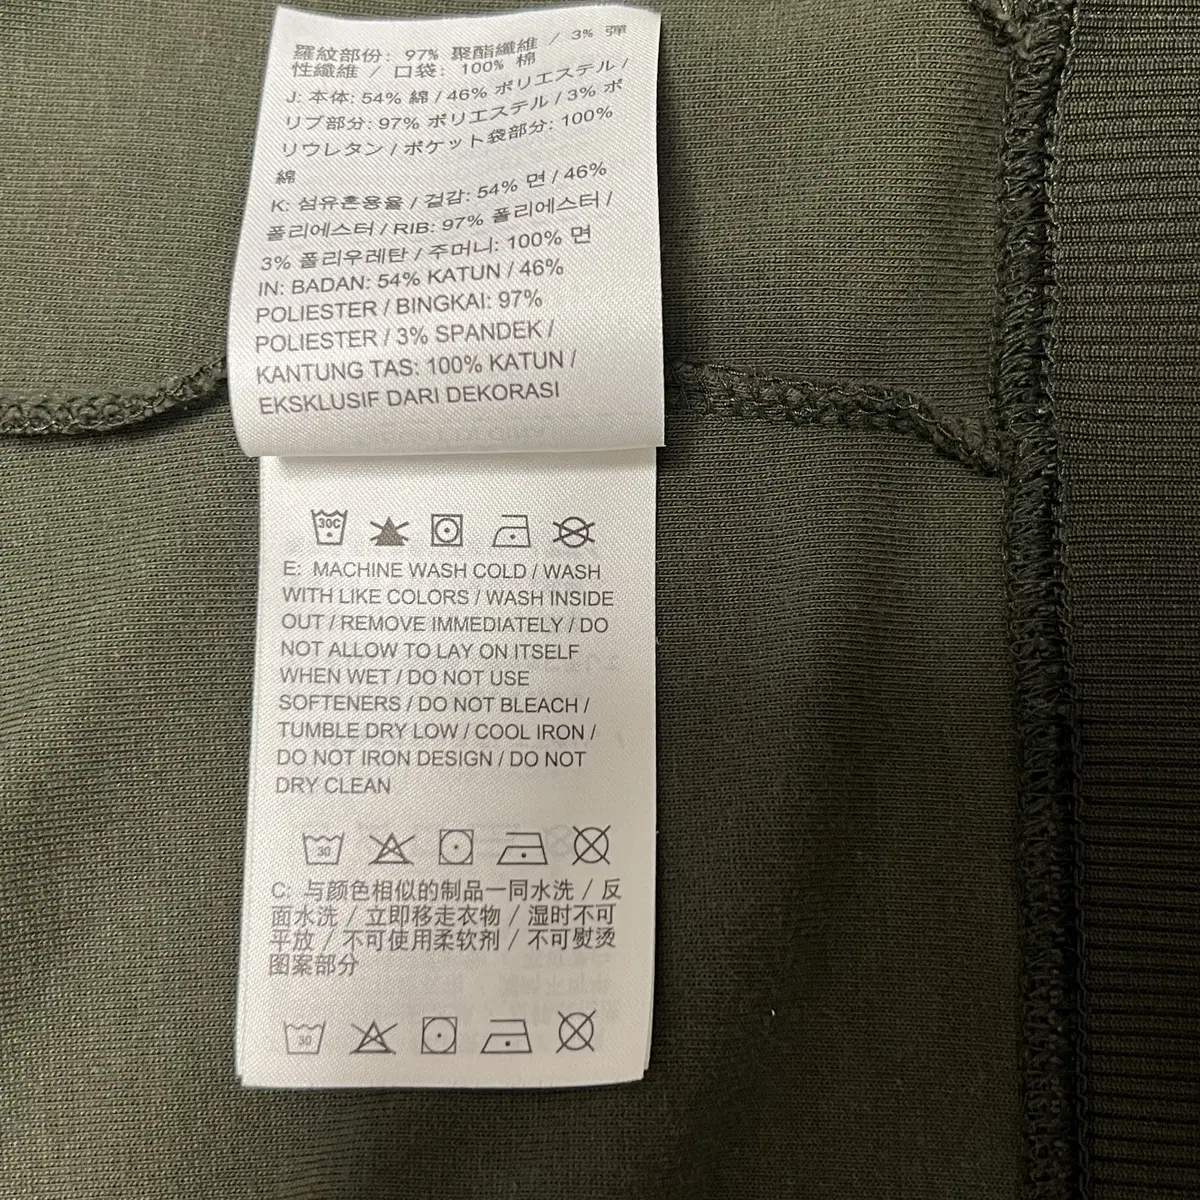 羅紋部份: 97% 聚酯纖維 / 3% 彈
性纖維 / 口袋: 100% 棉
J: 本体: 54% 綿 / 46% ポリエステル /
リブ部分: 97% ポリエステル / 3% ポ
リウレタン / ポケット袋部分: 100%
綿
K: 섬유혼용율 / 겉감: 54% 면 / 46%
폴리에스터 / RIB: 97% 폴리에스터 /
3% 폴리우레탄 / 주머니: 100% 면
IN: BADAN: 54% KATUN / 46%
POLIESTER / BINGKAI: 97%
POLIESTER / 3% SPANDEK /
KANTUNG TAS: 100% KATUN /
EKSKLUSIF DARI DEKORASI
30C
E: MACHINE WASH COLD / WASH
WITH LIKE COLORS / WASH INSIDE
OUT / REMOVE IMMEDIATELY / DO
NOT ALLOW TO LAY ON ITSELF
WHEN WET / DO NOT USE
SOFTENERS / DO NOT BLEACH /
TUMBLE DRY LOW / COOL IRON /
DO NOT IRON DESIGN / DO NOT
DRY CLEAN
30
C: 与颜色相似的制品一同水洗 / 反
面水洗 / 立即移走衣物 / 湿时不可
平放 / 不可使用柔软剂 / 不可熨烫
图案部分
30